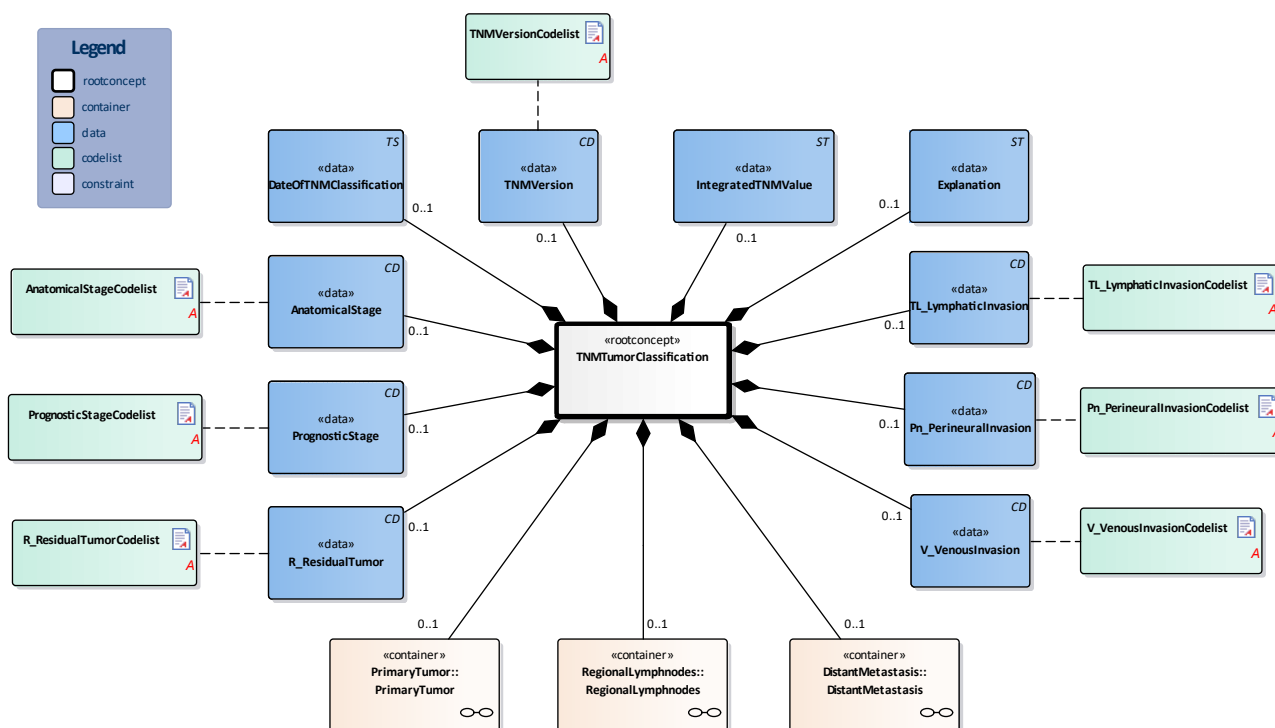 TNMVersionCodelist
A
Legend
rootconcept
container
data
codelist
constraint
TS
«data»
DateOfTNMClassification
0..1
CD
«data»
TNMVersion
0..1
ST
«data»
IntegratedTNMValue
0..1
ST
«data»
Explanation
0..1
AnatomicalStageCodelist
A
CD
«data»
AnatomicalStage
0..1
CD
«data»
TL_LymphaticInvasion
0..1
TL_LymphaticInvasionCodelist
A
«rootconcept»
TNMTumorClassification
PrognosticStageCodelist
A
CD
«data»
PrognosticStage
0..1
CD
«data»
Pn_PerineuralInvasion
0..1
Pn_PerineuralInvasionCodelist
A
R_ResidualTumorCodelist
A
CD
«data»
R_ResidualTumor
0..1
CD
«data»
V_VenousInvasion
0..1
V_VenousInvasionCodelist
A
0..1
«container»
PrimaryTumor::
PrimaryTumor
0..1
«container»
RegionalLymphnodes::
RegionalLymphnodes
0..1
«container»
DistantMetastasis::
DistantMetastasis